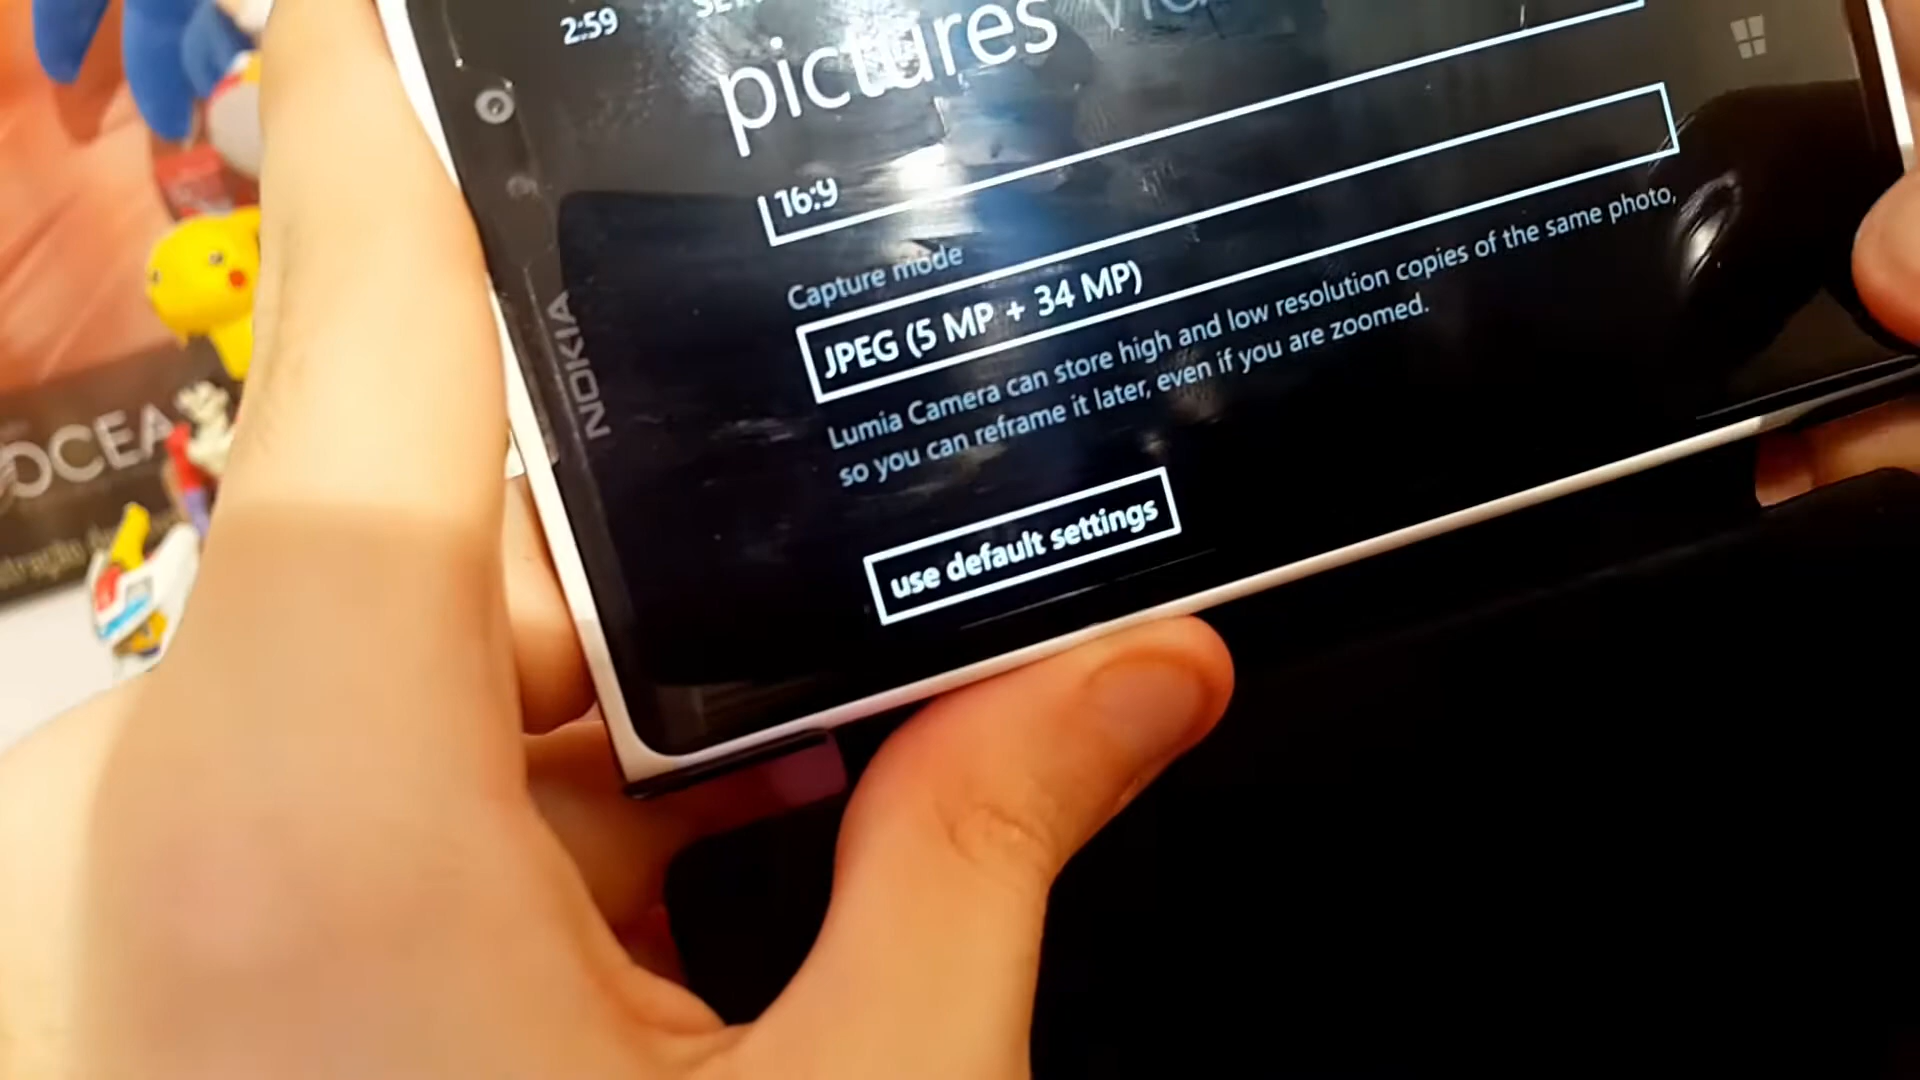 2:59
pictures
16:9
Capture mode
JPEG (5 MP + 34 MP)
Lumia Camera can store high and low resolution copies of the same photo,
so you can reframe it later, even if you are zoomed.
use default settings
NOKIA
OCEA